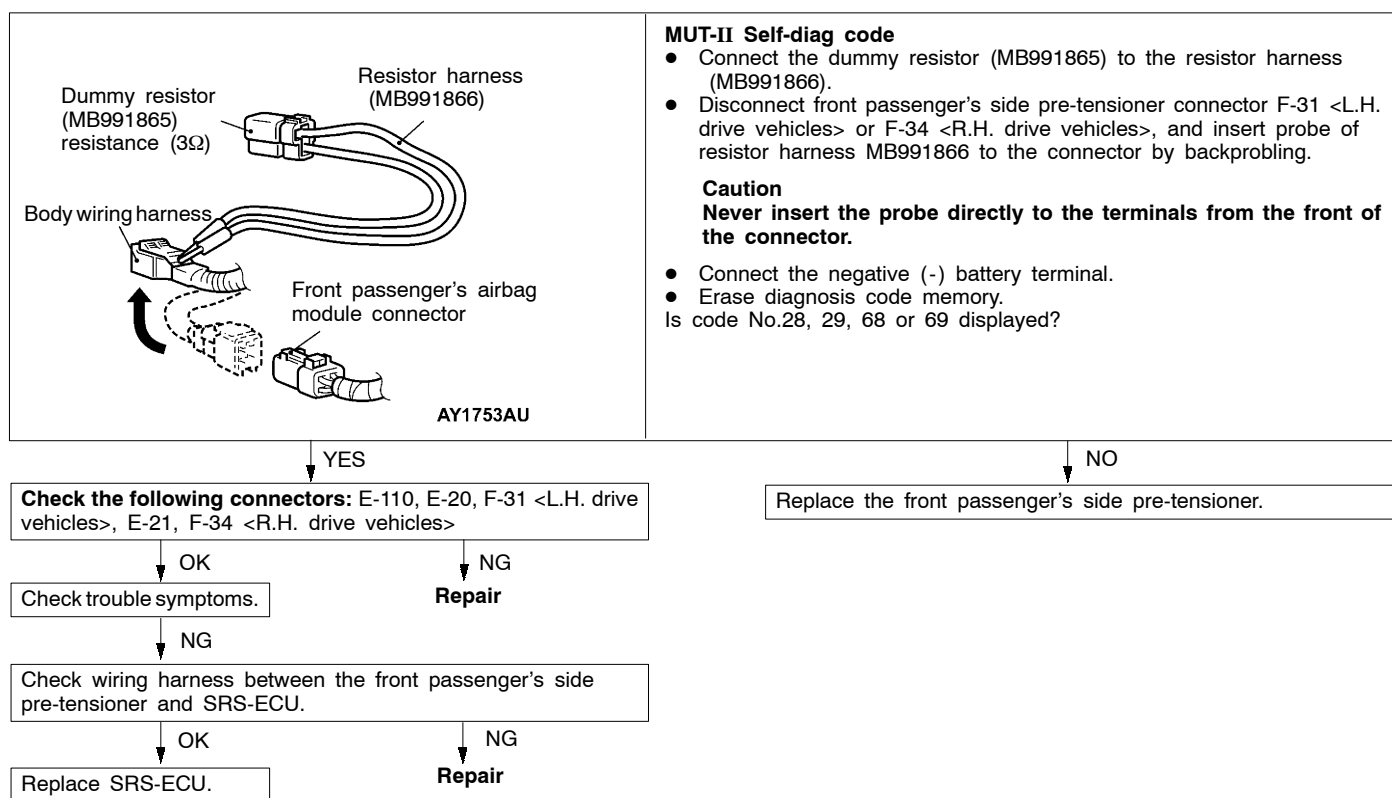 Dummy resistor
(MB991865)
resistance (3Ω)
Resistor harness
(MB991866)
Body wiring harness
Front passenger's airbag
module connector
AY1753AU
MUT-II Self-diag code
● Connect the dummy resistor (MB991865) to the resistor harness
(MB991866).
● Disconnect front passenger's side pre-tensioner connector F-31 <L.H.
drive vehicles> or F-34 <R.H. drive vehicles>, and insert probe of
resistor harness MB991866 to the connector by backprobling.
Caution
Never insert the probe directly to the terminals from the front of
the connector.
● Connect the negative (-) battery terminal.
● Erase diagnosis code memory.
Is code No.28, 29, 68 or 69 displayed?
YES
NO
Check the following connectors: E-110, E-20, F-31 <L.H. drive
vehicles>, E-21, F-34 <R.H. drive vehicles>
Replace the front passenger's side pre-tensioner.
OK
NG
Check trouble symptoms.
Repair
NG
Check wiring harness between the front passenger's side
pre-tensioner and SRS-ECU.
OK
NG
Replace SRS-ECU.
Repair